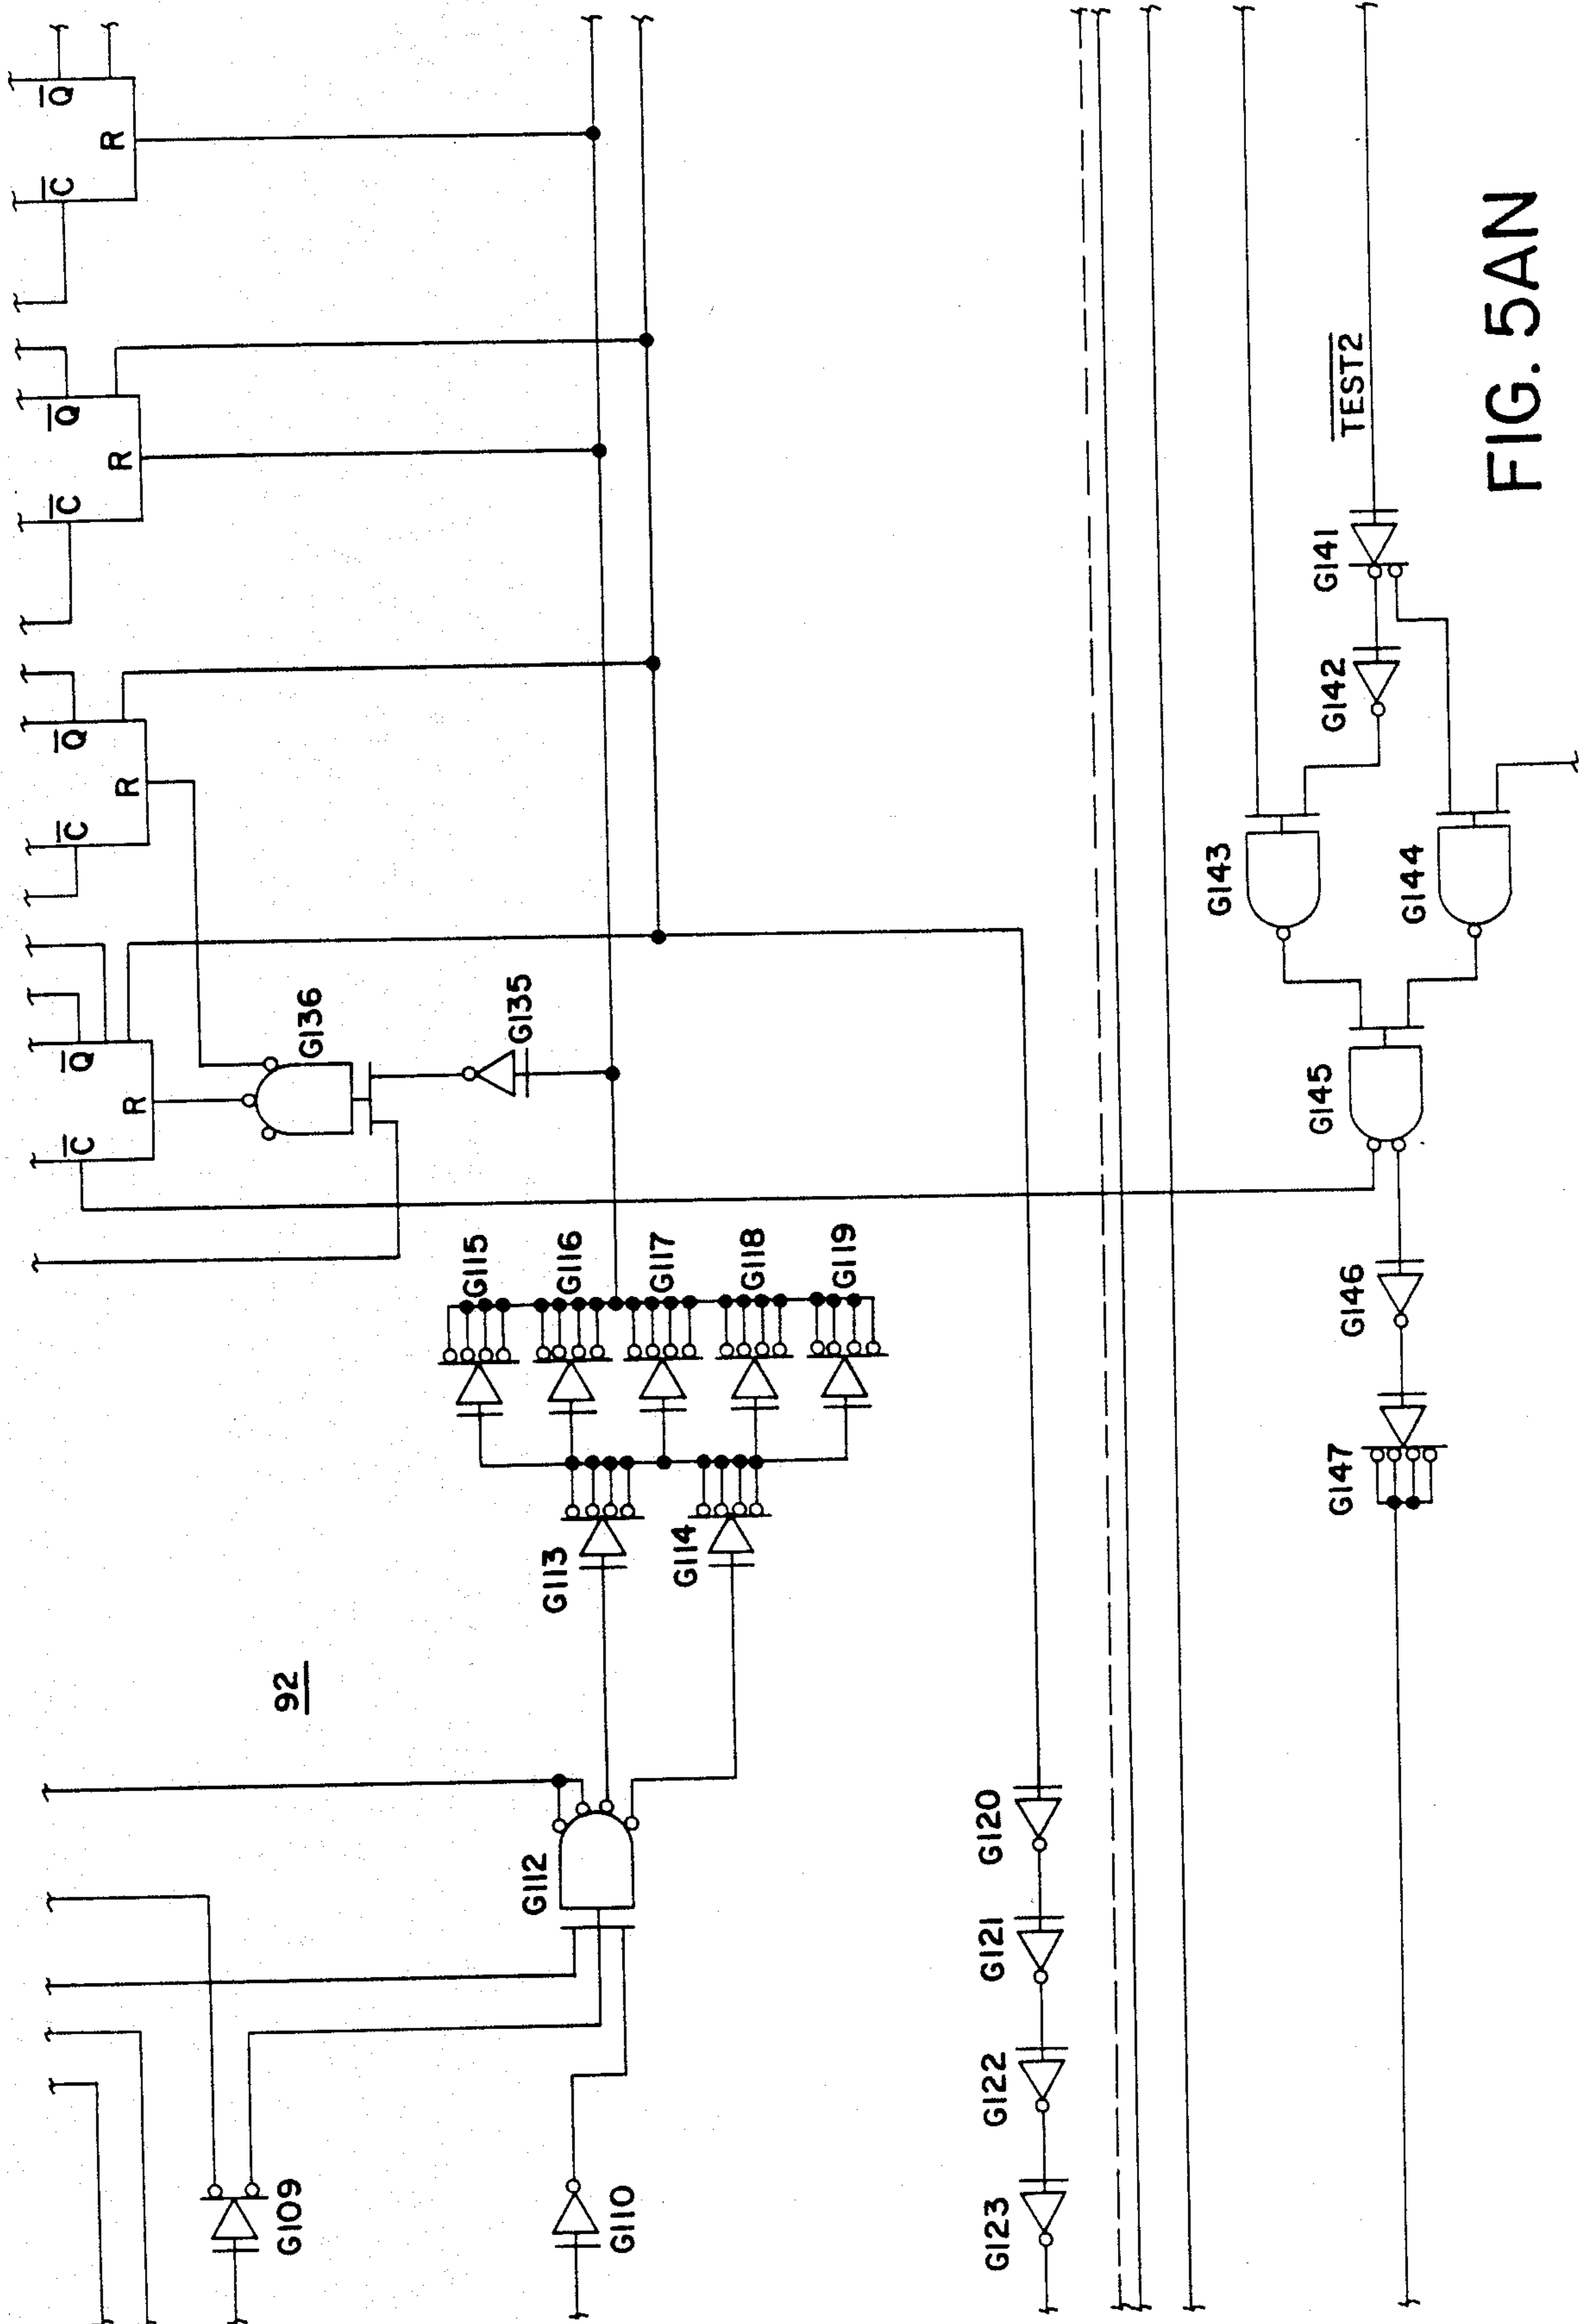 Q
C
R
Q
C
R
Q
C
R
Q
C
R
G136
G135
G115
G116
G117
G118
G119
G113
G114
92
G112
G109
G110
G120
G121
G122
G123
TEST2
G141
G142
G143
G144
G145
G146
G147
FIG. 5AN